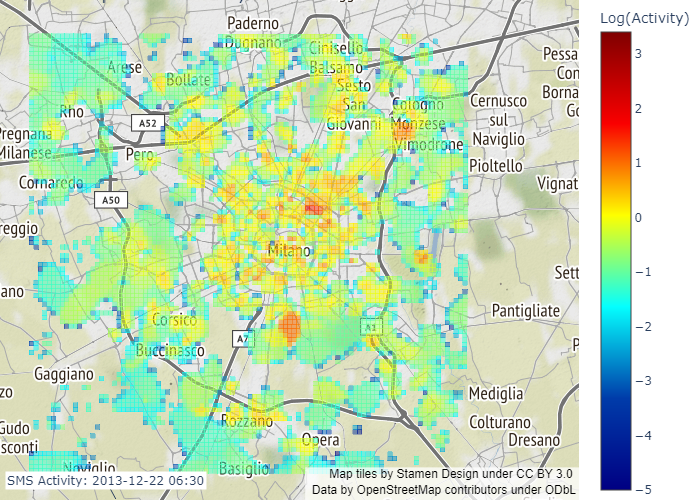 Log(Activity)
3
2
1
0
−1
−2
−3
−4
−5
Paderno
Dugnano
Cinisello
Balsamo
Arese
Bollate
Sesto
San
Giovanni
Cologno
Monzese
Vimodrone
Cernusco
sul
Naviglio
Pioltello
Pessa
Con
Borna
Go
Rho
A52
Pregnana
Milanese
Pero
Cornaredo
A50
Vignat
reggio
Milano
Sett
ano
Pantigliate
Corsico
A7
A1
Buccinasco
P
Gaggiano
zo
Mediglia
Rozzano
Colturano
Gudo
Opera
Dresano
sconti
Noviglio
Basiglio
SMS Activity: 2013-12-22 06:30
Map tiles by Stamen Design under CC BY 3.0
Data by OpenStreetMap contributors under ODbL